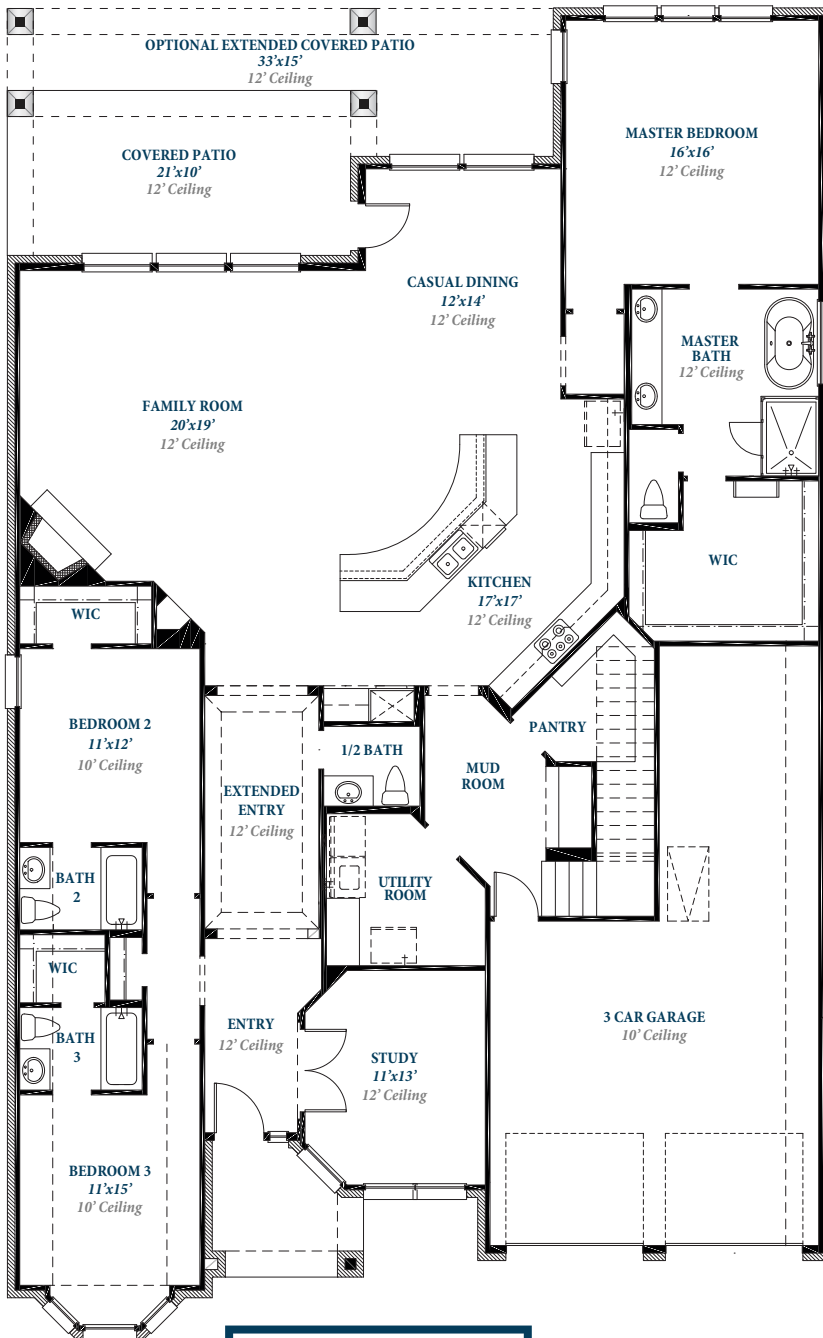 OPTIONAL EXTENDED COVERED PATIO
33'x15'
12' Ceiling
COVERED PATIO
21'x10'
12' Ceiling
MASTER BEDROOM
16'x16'
12' Ceiling
CASUAL DINING
12'x14'
12' Ceiling
MASTER
BATH
12' Ceiling
FAMILY ROOM
20'x19'
12' Ceiling
WIC
KITCHEN
17'x17'
12' Ceiling
WIC
BEDROOM 2
11'x12'
10' Ceiling
PANTRY
1/2 BATH
MUD
ROOM
EXTENDED
ENTRY
12' Ceiling
BATH
2
UTILITY
ROOM
WIC
ENTRY
12' Ceiling
3 CAR GARAGE
10' Ceiling
BATH
3
STUDY
11'x13'
12' Ceiling
BEDROOM 3
11'x15'
10' Ceiling